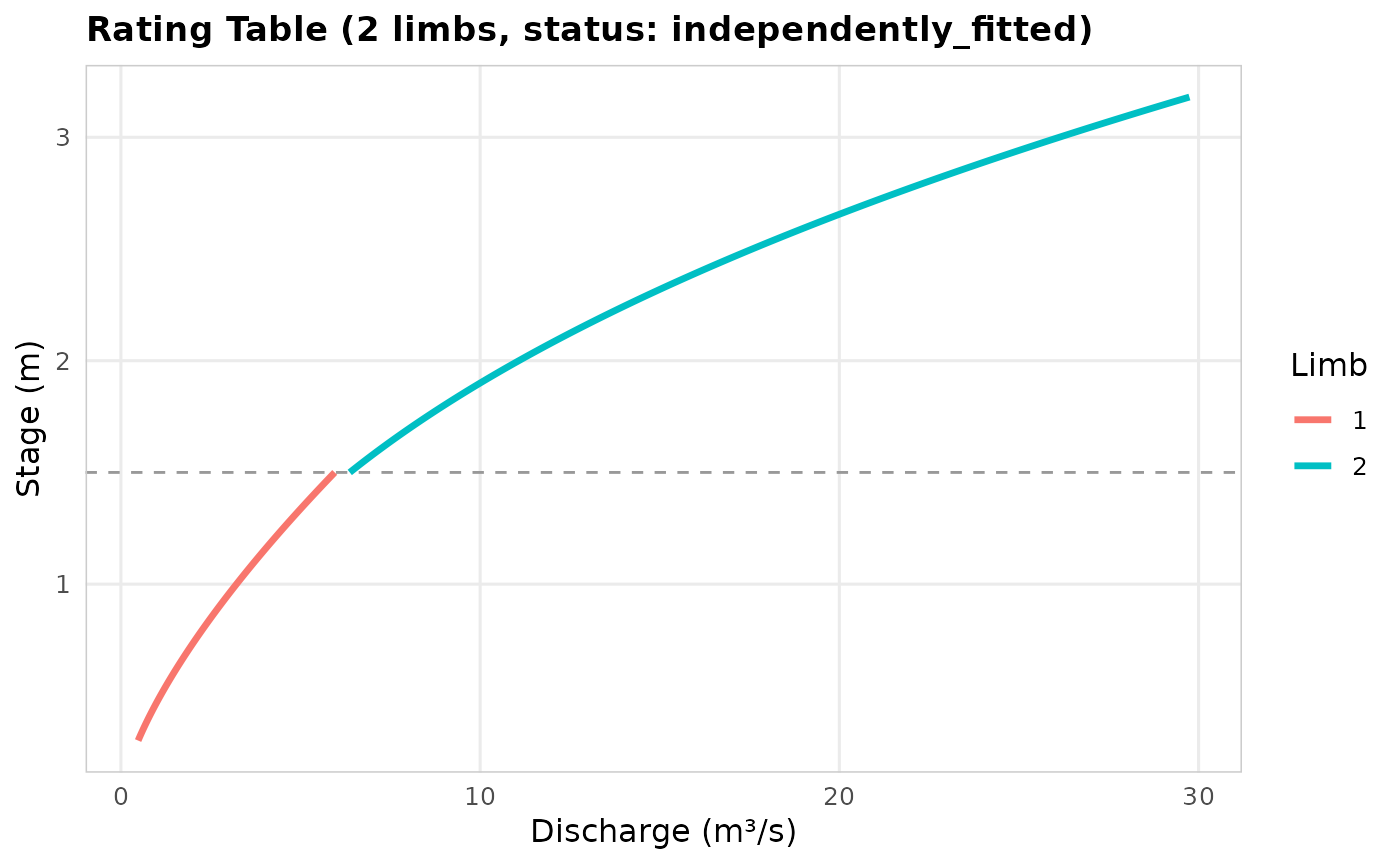 Rating Table (2 limbs, status: independently_fitted)
Stage (m)
3
2
1
0 10 20 30
Discharge (m³/s)
Limb
1
2